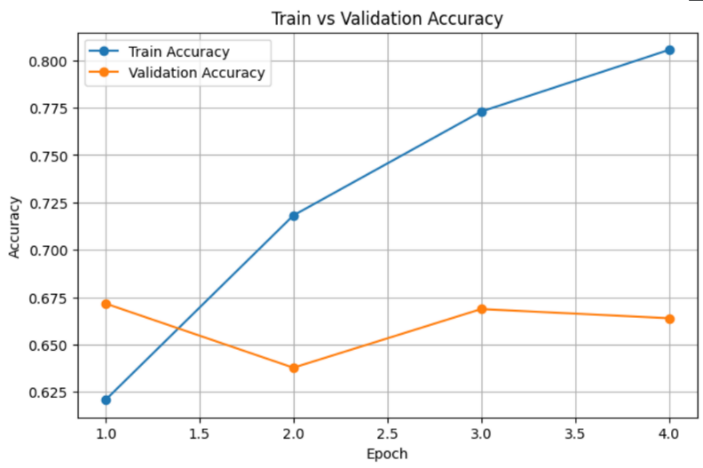 Train vs Validation Accuracy
Train Accuracy
Validation Accuracy
0.800
0.775
0.750
0.725
0.700
0.675
0.650
0.625
Accuracy
1.0 1.5 2.0 2.5 3.0 3.5 4.0
Epoch